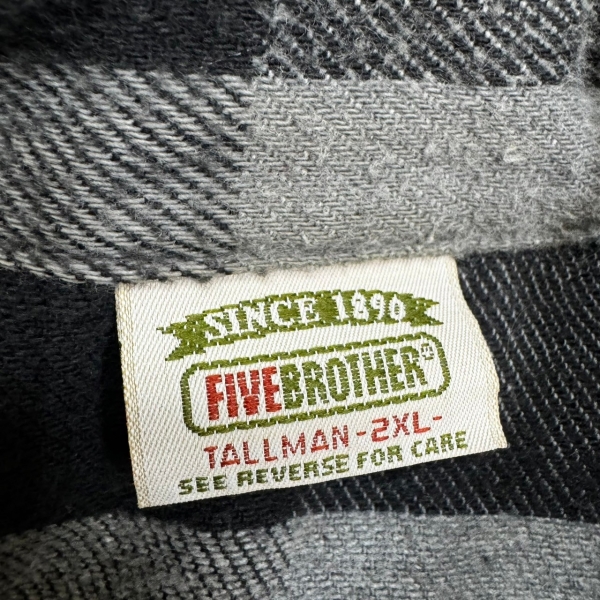 SINCE 1890
FIVEBROTHER®
TALLMAN -2XL-
SEE REVERSE FOR CARE